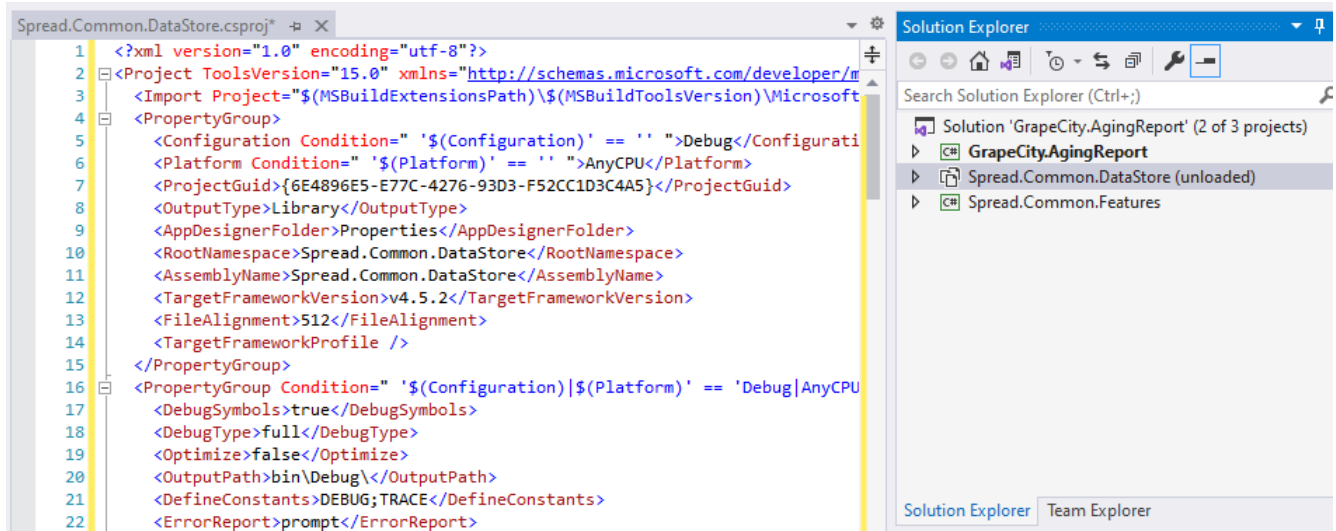 Spread.Common.DataStore.csproj*
1 <?xml version="1.0" encoding="utf-8"?>
2 <Project ToolsVersion="15.0" xmlns="http://schemas.microsoft.com/developer/m
3 <Import Project="$(MSBuildExtensionsPath)\$(MSBuildToolsVersion)\Microsoft
4 <PropertyGroup>
5 <Configuration Condition=" '$(Configuration)' == '' ">Debug</Configurati
6 <Platform Condition=" '$(Platform)' == '' ">AnyCPU</Platform>
7 <ProjectGuid>{6E4896E5-E77C-4276-93D3-F52CC1D3C4A5}</ProjectGuid>
8 <OutputType>Library</OutputType>
9 <AppDesignerFolder>Properties</AppDesignerFolder>
10 <RootNamespace>Spread.Common.DataStore</RootNamespace>
11 <AssemblyName>Spread.Common.DataStore</AssemblyName>
12 <TargetFrameworkVersion>v4.5.2</TargetFrameworkVersion>
13 <FileAlignment>512</FileAlignment>
14 <TargetFrameworkProfile />
15 </PropertyGroup>
16 <PropertyGroup Condition=" '$(Configuration)|$(Platform)' == 'Debug|AnyCPU
17 <DebugSymbols>true</DebugSymbols>
18 <DebugType>full</DebugType>
19 <Optimize>false</Optimize>
20 <OutputPath>bin\Debug\</OutputPath>
21 <DefineConstants>DEBUG;TRACE</DefineConstants>
22 <ErrorReport>prompt</ErrorReport>
Solution Explorer
Search Solution Explorer (Ctrl+;)
Solution 'GrapeCity.AgingReport' (2 of 3 projects)
C# GrapeCity.AgingReport
Spread.Common.DataStore (unloaded)
C# Spread.Common.Features
Solution Explorer Team Explorer